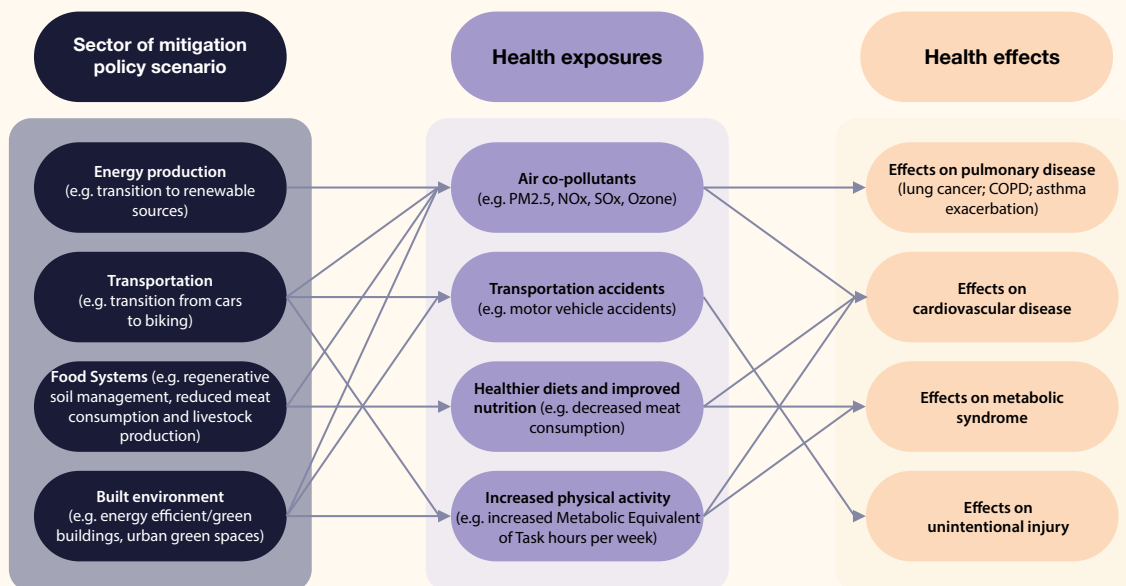 Sector of mitigation
policy scenario
Health exposures
Health effects
Energy production
(e.g. transition to renewable
sources)
Air co-pollutants
(e.g. PM2.5, NOx, SOx, Ozone)
Effects on pulmonary disease
(lung cancer; COPD; asthma
exacerbation)
Transportation
(e.g. transition from cars
to biking)
Transportation accidents
(e.g. motor vehicle accidents)
Effects on
cardiovascular disease
Food Systems (e.g. regenerative
soil management, reduced meat
consumption and livestock
production)
Healthier diets and improved
nutrition (e.g. decreased meat
consumption)
Effects on metabolic
syndrome
Built environment
(e.g. energy efficient/green
buildings, urban green spaces)
Increased physical activity
(e.g. increased Metabolic Equivalent
of Task hours per week)
Effects on
unintentional injury